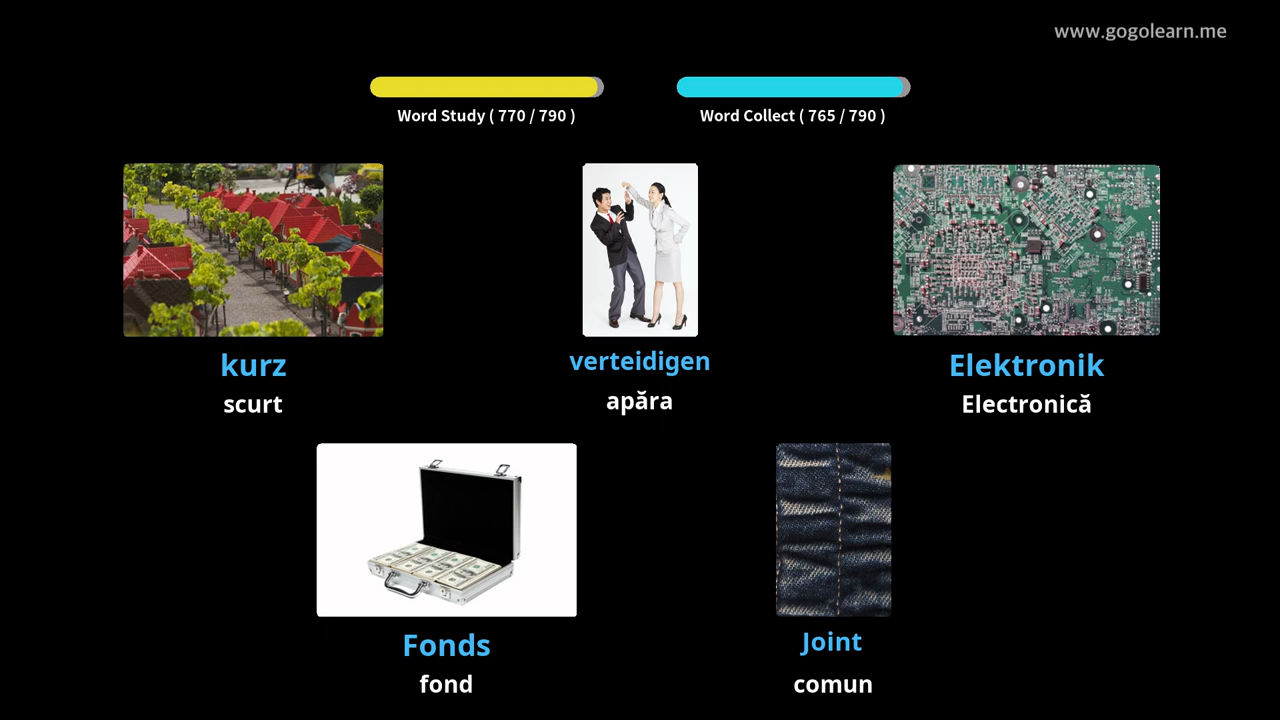 www.gogolearn.me
Word Study ( 770 / 790 )
Word Collect ( 765 / 790 )
kurz
scurt
verteidigen
apăra
Elektronik
Electronică
Fonds
fond
Joint
comun